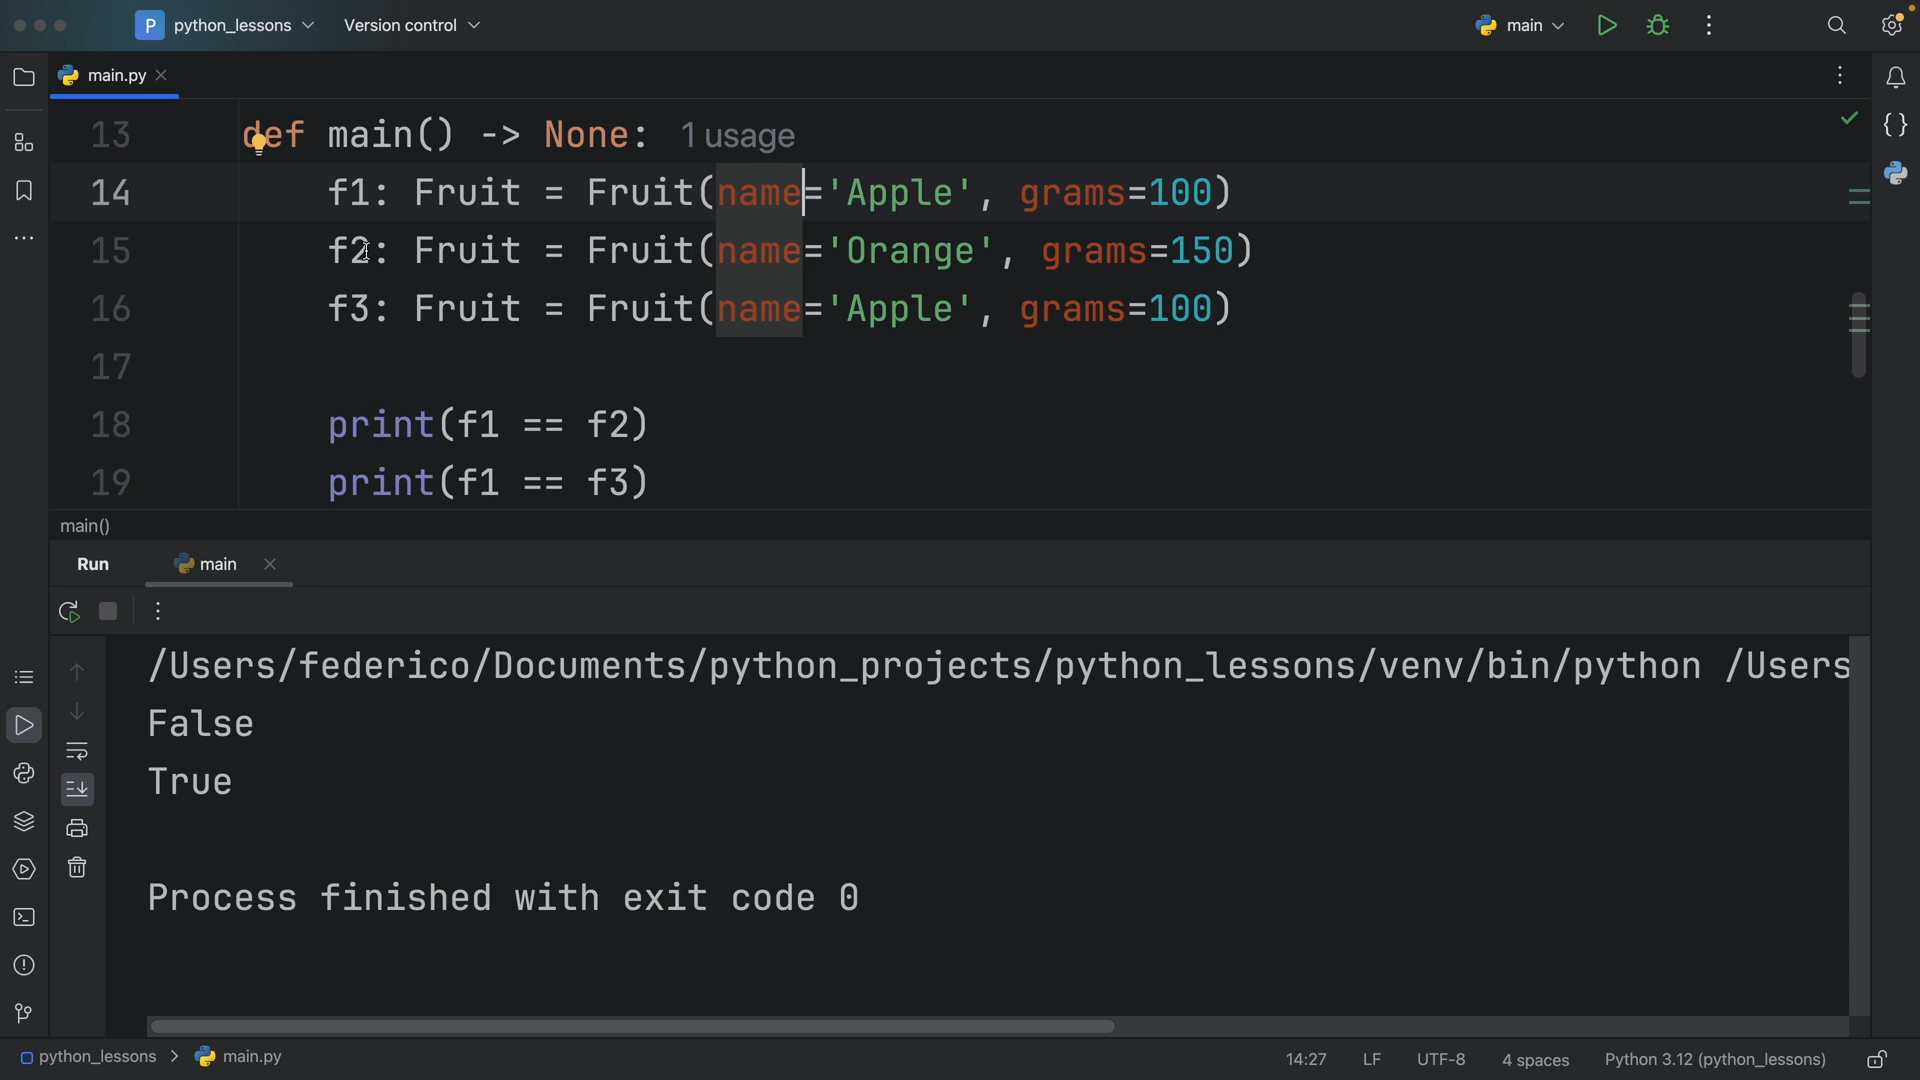 P python_lessons Version control main
main.py
13 def main() -> None: 1 usage
14 f1: Fruit = Fruit(name='Apple', grams=100)
15 f2: Fruit = Fruit(name='Orange', grams=150)
16 f3: Fruit = Fruit(name='Apple', grams=100)
17
18 print(f1 == f2)
19 print(f1 == f3)
main()
Run main
/Users/federico/Documents/python_projects/python_lessons/venv/bin/python /Users
False
True
Process finished with exit code 0
python_lessons > main.py 14:27 LF UTF-8 4 spaces Python 3.12 (python_lessons)